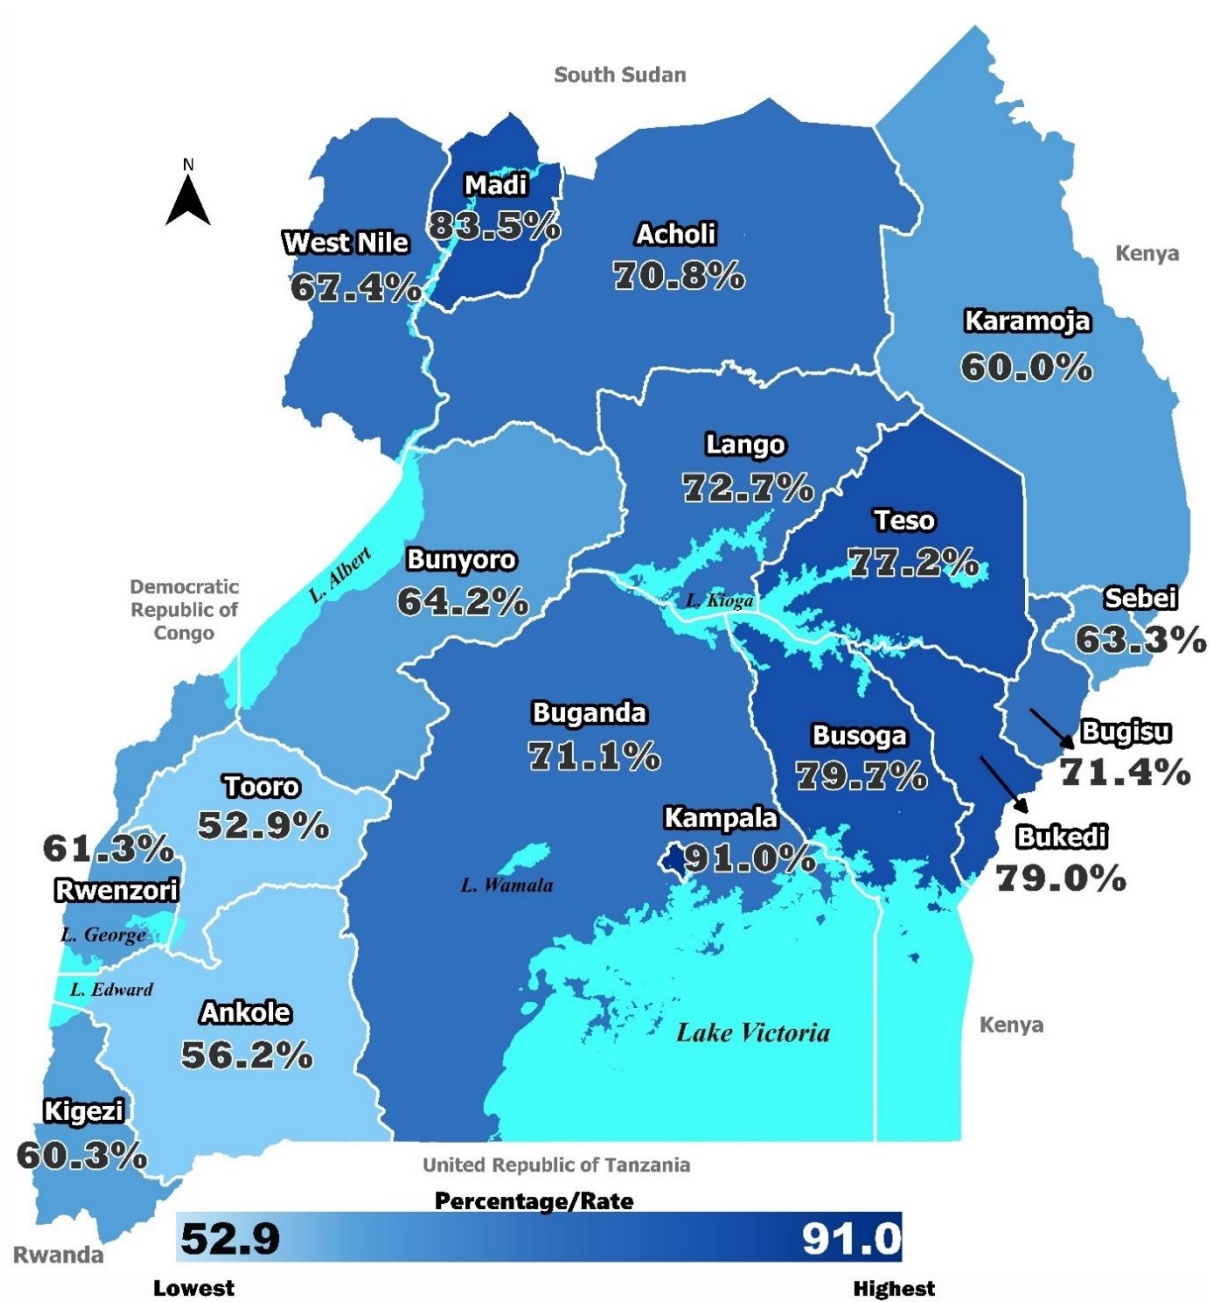 South Sudan
N
Madi
83.5%
West Nile
67.4%
Acholi
70.8%
Kenya
Karamoja
60.0%
Lango
72.7%
Teso
77.2%
L. Albert
Bunyoro
64.2%
Democratic
Republic of
Congo
L. Kioga
Sebei
63.3%
Buganda
71.1%
Busoga
79.7%
Bugisu
71.4%
Tooro
52.9%
Kampala
91.0%
Bukedi
79.0%
61.3%
Rwenzori
L. Wamala
L. George
L. Edward
Ankole
56.2%
Lake Victoria
Kenya
Kigezi
60.3%
United Republic of Tanzania
Percentage/Rate
52.9
91.0
Rwanda
Lowest
Highest